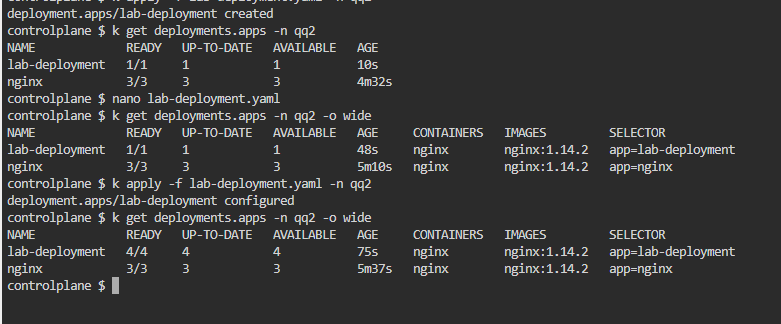 deployment.apps/lab-deployment created
controlplane $ k get deployments.apps -n qq2
NAME READY UP-TO-DATE AVAILABLE AGE
lab-deployment 1/1 1 1 10s
nginx 3/3 3 3 4m32s
controlplane $ nano lab-deployment.yaml
controlplane $ k get deployments.apps -n qq2 -o wide
NAME READY UP-TO-DATE AVAILABLE AGE CONTAINERS IMAGES SELECTOR
lab-deployment 1/1 1 1 48s nginx nginx:1.14.2 app=lab-deployment
nginx 3/3 3 3 5m10s nginx nginx:1.14.2 app=nginx
controlplane $ k apply -f lab-deployment.yaml -n qq2
deployment.apps/lab-deployment configured
controlplane $ k get deployments.apps -n qq2 -o wide
NAME READY UP-TO-DATE AVAILABLE AGE CONTAINERS IMAGES SELECTOR
lab-deployment 4/4 4 4 75s nginx nginx:1.14.2 app=lab-deployment
nginx 3/3 3 3 5m37s nginx nginx:1.14.2 app=nginx
controlplane $